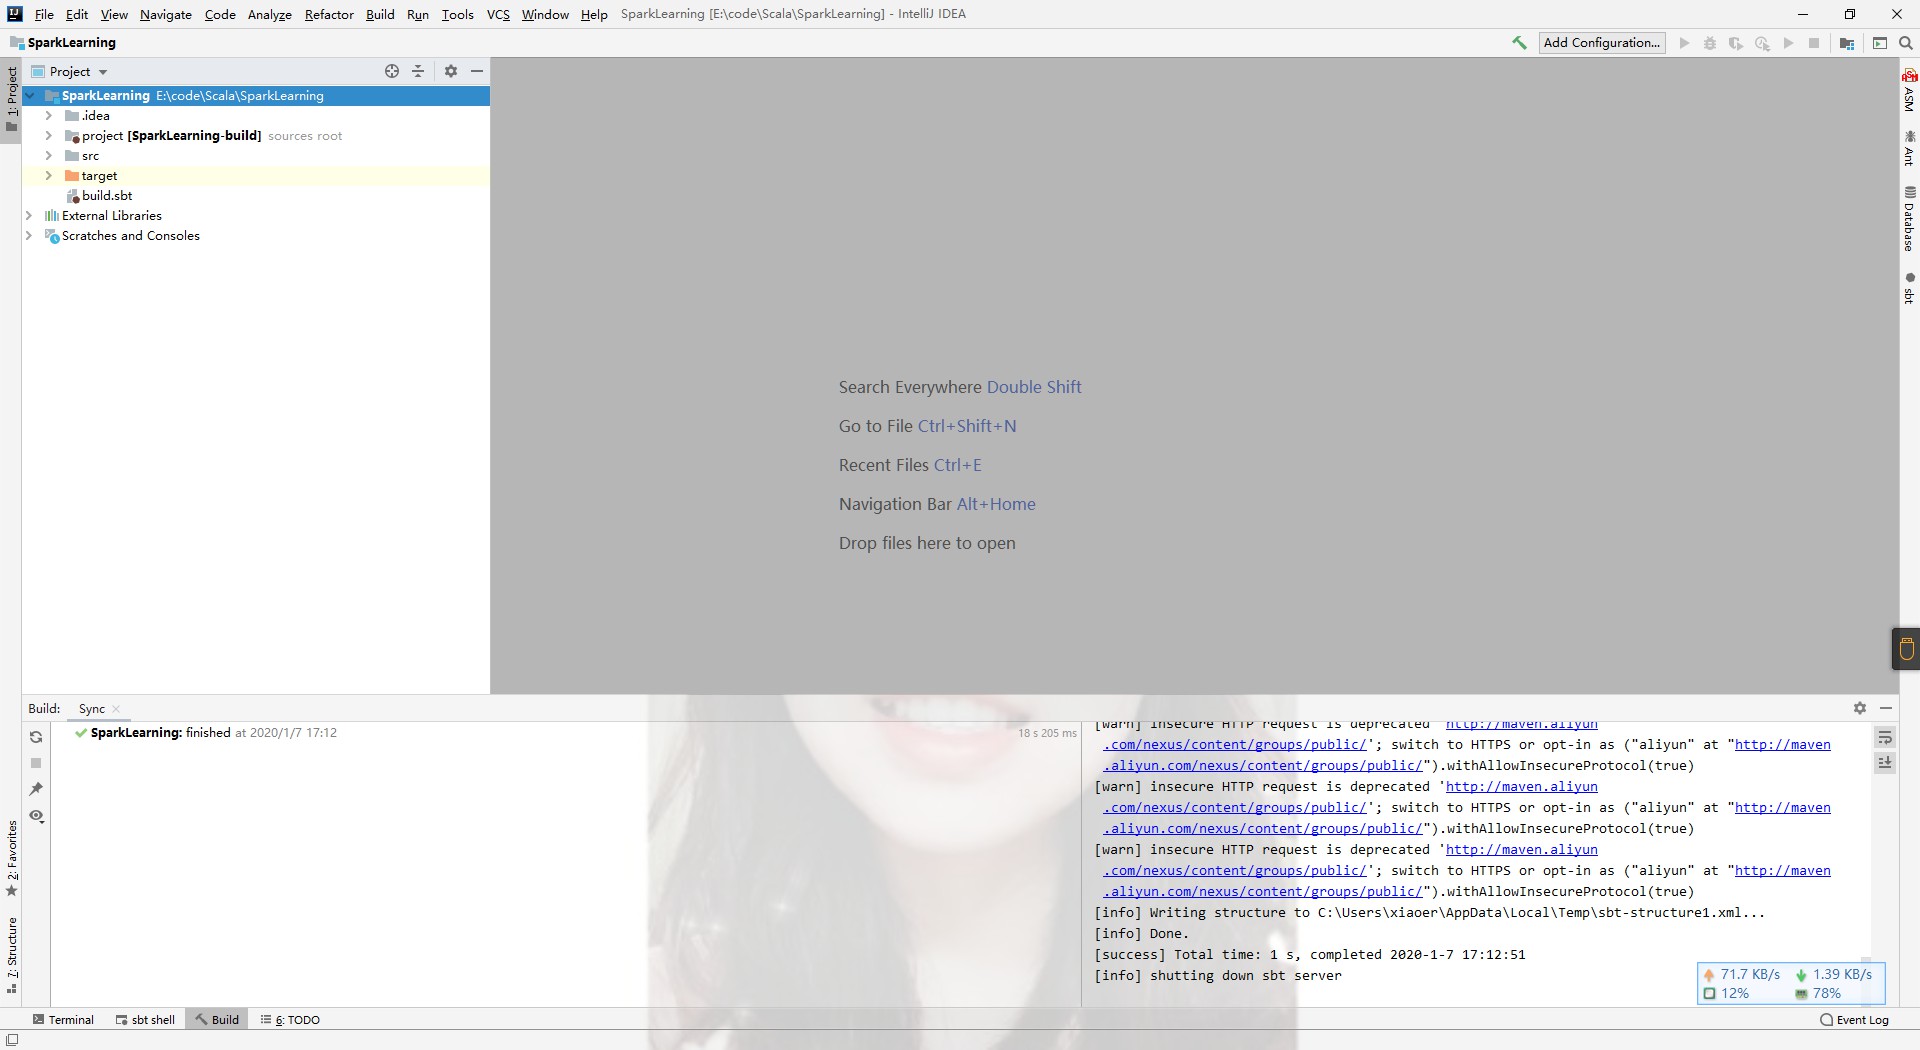 File Edit View Navigate Code Analyze Refactor Build Run Tools VCS Window Help SparkLearning [E:\code\Scala\SparkLearning] - IntelliJ IDEA
SparkLearning
Add Configuration...
Project
SparkLearning E:\code\Scala\SparkLearning
.idea
project [SparkLearning-build] sources root
src
target
build.sbt
External Libraries
Scratches and Consoles
1: Project
2: Favorites
7: Structure
Search Everywhere Double Shift
Go to File Ctrl+Shift+N
Recent Files Ctrl+E
Navigation Bar Alt+Home
Drop files here to open
ASM
Ant
Database
sbt
Build: Sync
SparkLearning: finished at 2020/1/7 17:12 18 s 205 ms
[warn] insecure HTTP request is deprecated 'http://maven.aliyun
.com/nexus/content/groups/public/'; switch to HTTPS or opt-in as ("aliyun" at "http://maven
.aliyun.com/nexus/content/groups/public/").withAllowInsecureProtocol(true)
[warn] insecure HTTP request is deprecated 'http://maven.aliyun
.com/nexus/content/groups/public/'; switch to HTTPS or opt-in as ("aliyun" at "http://maven
.aliyun.com/nexus/content/groups/public/").withAllowInsecureProtocol(true)
[warn] insecure HTTP request is deprecated 'http://maven.aliyun
.com/nexus/content/groups/public/'; switch to HTTPS or opt-in as ("aliyun" at "http://maven
.aliyun.com/nexus/content/groups/public/").withAllowInsecureProtocol(true)
[info] Writing structure to C:\Users\xiaoer\AppData\Local\Temp\sbt-structure1.xml...
[info] Done.
[success] Total time: 1 s, completed 2020-1-7 17:12:51
[info] shutting down sbt server
71.7 KB/s 1.39 KB/s
12% 78%
Terminal sbt shell Build 6: TODO Event Log